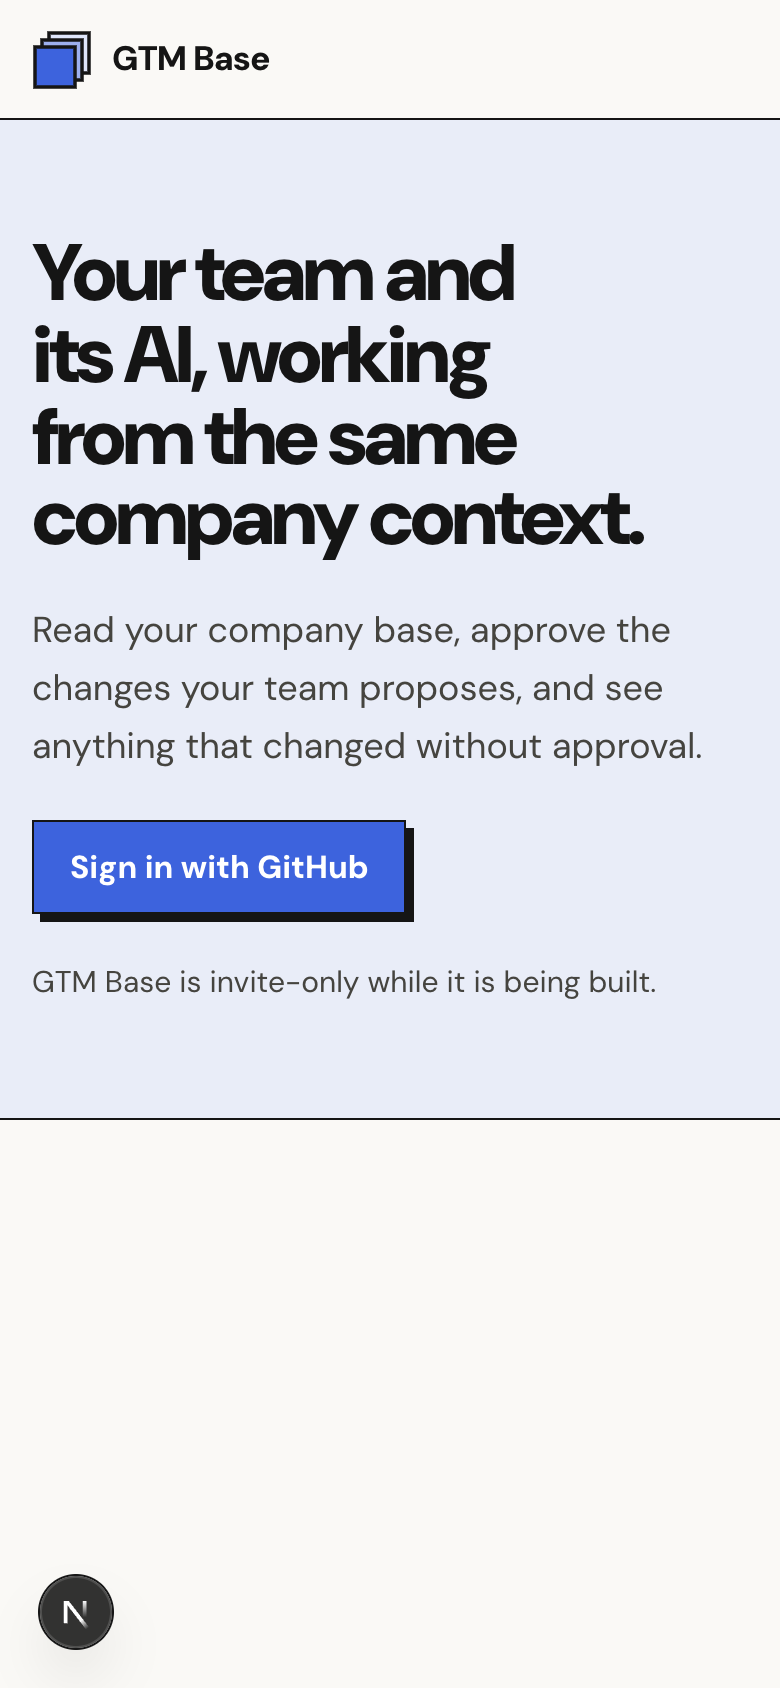 GTM Base
Your team and
its AI, working
from the same
company context.
Read your company base, approve the
changes your team proposes, and see
anything that changed without approval.
Sign in with GitHub
GTM Base is invite-only while it is being built.
N